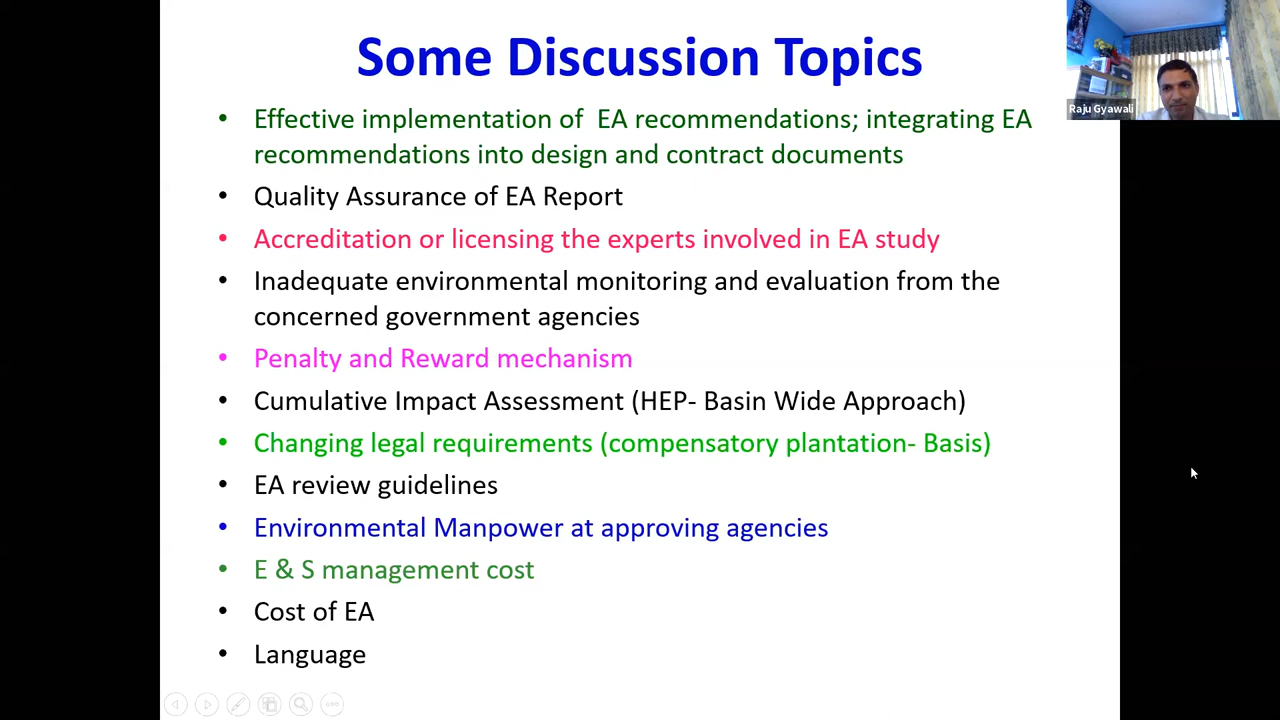 Some Discussion Topics
Raju Gyawali
• Effective implementation of EA recommendations; integrating EA
recommendations into design and contract documents
• Quality Assurance of EA Report
• Accreditation or licensing the experts involved in EA study
• Inadequate environmental monitoring and evaluation from the
concerned government agencies
• Penalty and Reward mechanism
• Cumulative Impact Assessment (HEP- Basin Wide Approach)
• Changing legal requirements (compensatory plantation- Basis)
• EA review guidelines
• Environmental Manpower at approving agencies
• E & S management cost
• Cost of EA
• Language